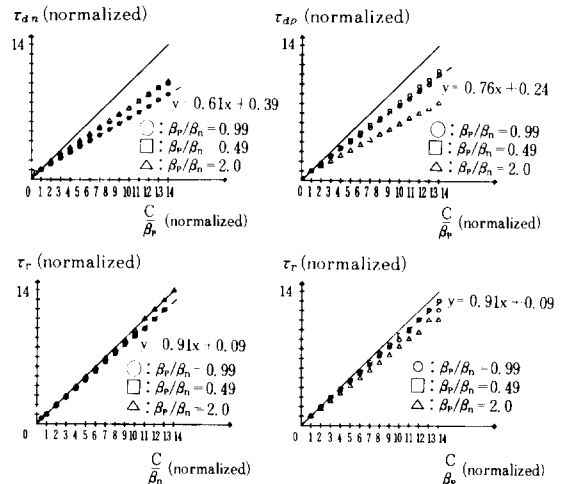 τdn (normalized)
14
y= 0.61x+0.39
○ : βP/βn = 0.99
□ : βP/βn 0.49
△ : βP/βn = 2.0
0 1 2 3 4 5 6 7 8 9 10 11 12 13 14
C/βP (normalized)
τdp (normalized)
14
y = 0.76x+0.24
○ : βP/βn = 0.99
□ : βP/βn = 0.49
△ : βP/βn = 2.0
0 1 2 3 4 5 6 7 8 9 10 11 12 13 14
C/βP (normalized)
τr (normalized)
14
y 0.91x + 0.09
○ : βP/βn = 0.99
□ : βP/βn = 0.49
△ : βP/βn = 2.0
0 1 2 3 4 5 6 7 8 9 10 11 12 13 14
C/βn (normalized)
τr (normalized)
14
y = 0.91x + 0.09
○ : βP/βn = 0.99
□ : βP/βn = 0.49
△ : βP/βn = 2.0
0 1 2 3 4 5 6 7 8 9 10 11 12 13 14
C/βP (normalized)